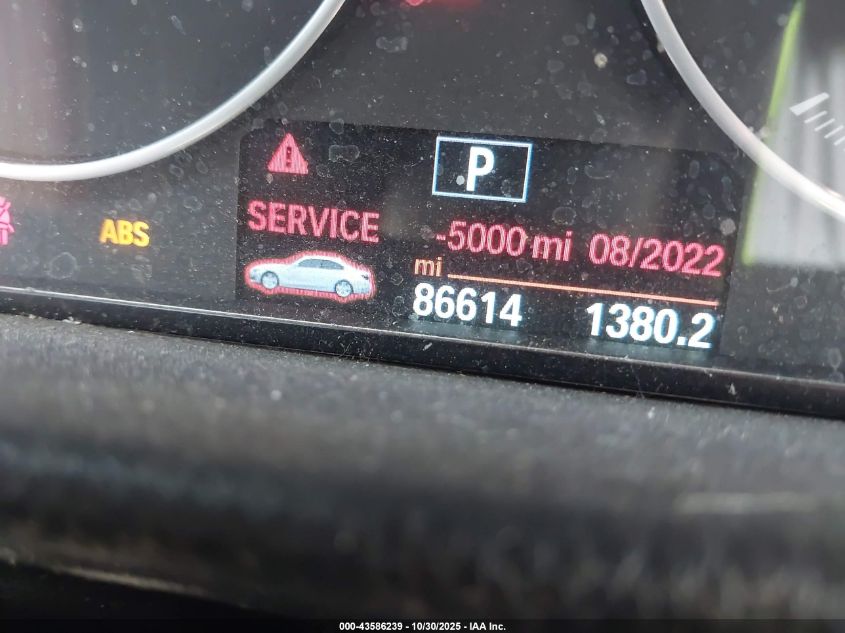 P
SERVICE -5000 mi 08/2022
ABS
mi
86614 1380.2
000-43586239 - 10/30/2025 - IAA Inc.